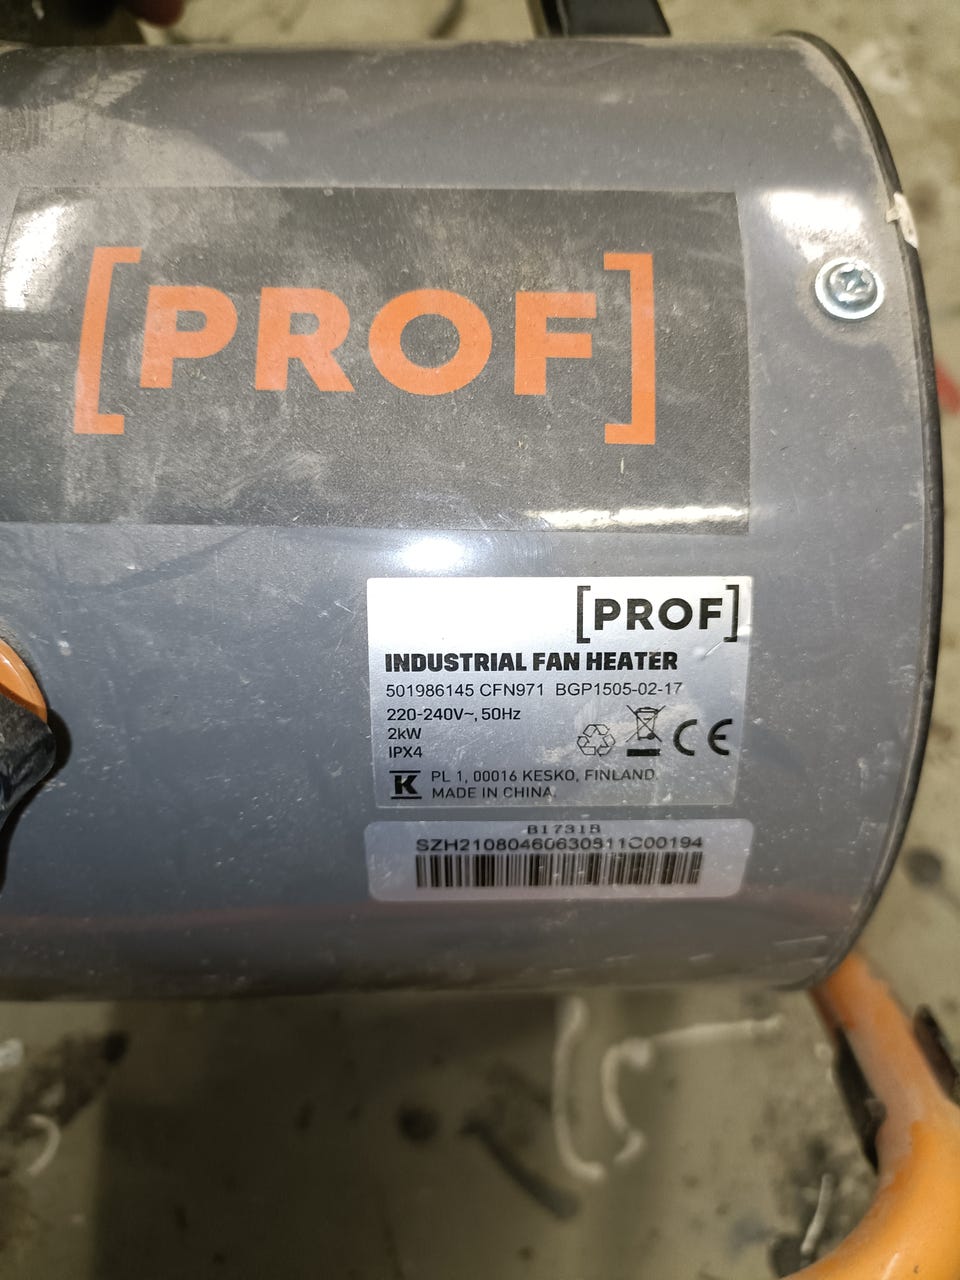 [PROF]
[PROF]
INDUSTRIAL FAN HEATER
501986145 CFN971 BGP1505-02-17
220-240V~, 50Hz
2kW
IPX4
CE
K
PL 1, 00016 KESKO, FINLAND
MADE IN CHINA.
B1731B
SZH21080460630811C00194